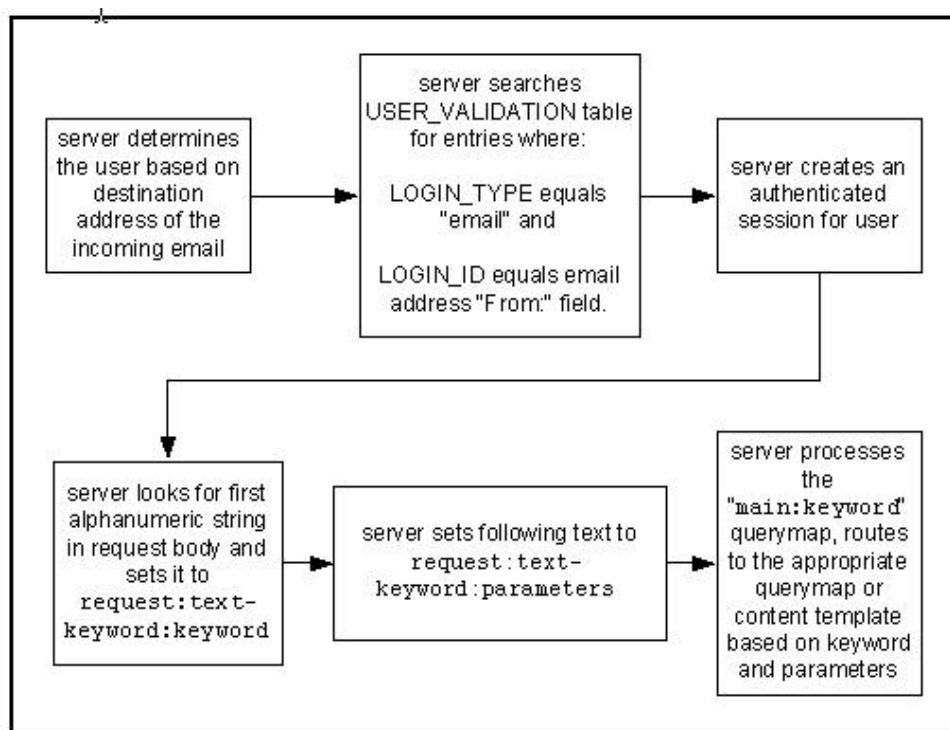 server determines
the user based on
destination
address of the
incoming email
server searches
USER_VALIDATION table
for entries where:
LOGIN_TYPE equals
"email" and
LOGIN_ID equals email
address "From:" field.
server creates an
authenticated
session for user
server looks for first
alphanumeric string
in request body and
sets it to
request:text-
keyword:keyword
server sets following text to
request:text-
keyword:parameters
server processes
the
"main:keyword"
querymap, routes
to the appropriate
querymap or
content template
based on keyword
and parameters